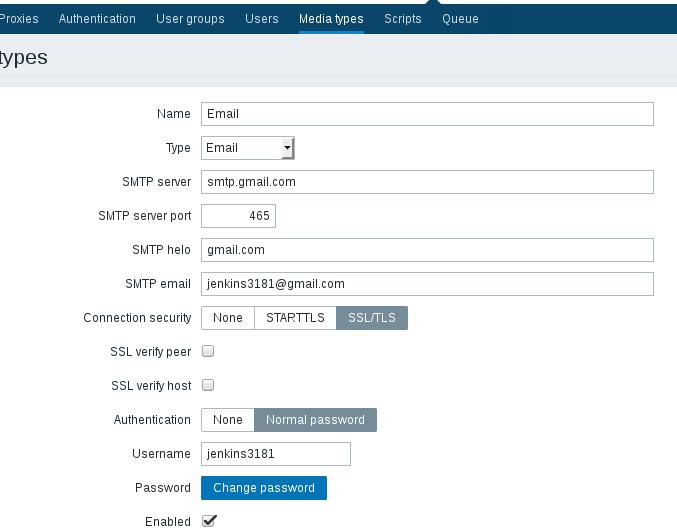 Proxies Authentication User groups Users Media types Scripts Queue
types
Name Email
Type Email
SMTP server smtp.gmail.com
SMTP server port 465
SMTP helo gmail.com
SMTP email jenkins3181@gmail.com
Connection security None STARTTLS SSL/TLS
SSL verify peer
SSL verify host
Authentication None Normal password
Username jenkins3181
Password Change password
Enabled